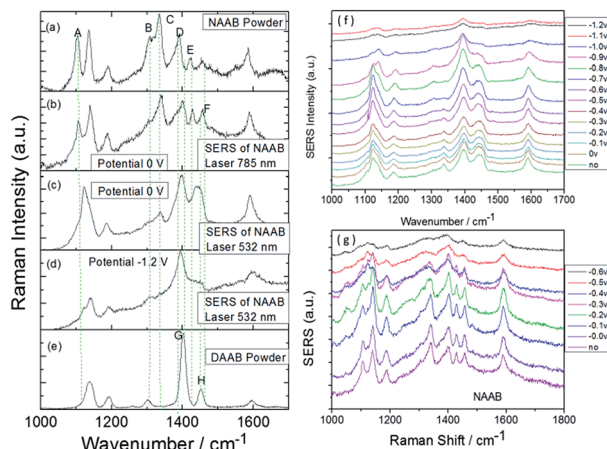 (a)
NAAB Powder
A
B
C
D
E
(b)
F
SERS of NAAB
Laser 785 nm
Potential 0 V
(c)
Potential 0 V
SERS of NAAB
Laser 532 nm
(d)
Potential -1.2 V
SERS of NAAB
Laser 532 nm
(e)
G
DAAB Powder
H
Raman Intensity (a.u.)
1000 1200 1400 1600
Wavenumber / cm-1
(f)
SERS Intensity (a.u.)
1000 1100 1200 1300 1400 1500 1600 1700
Wavenumber / cm-1
-1.2v
-1.1v
-1.0v
-0.9v
-0.8v
-0.7v
-0.6v
-0.4v
-0.3v
-0.2v
-0.1v
0v
no
(g)
SERS (a.u.)
NAAB
1000 1200 1400 1600 1800
Raman Shift / cm-1
-0.6v
-0.5v
-0.4v
-0.3v
-0.2v
-0.1v
-0.0v
no